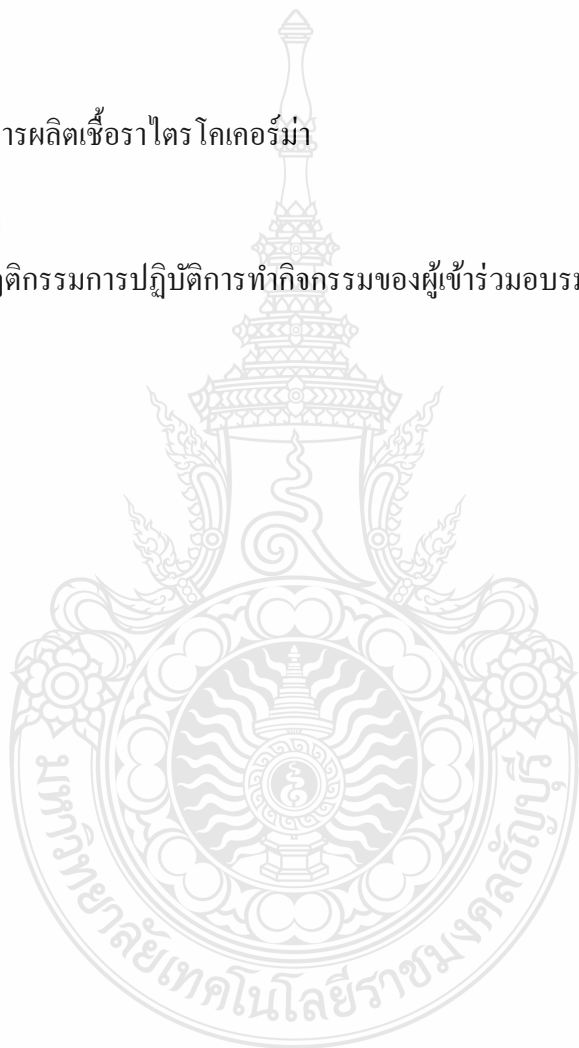 ารผลิตเชื้อราไตรโคเคอร์ม่า
ฤติกรรมการปฏิบัติการทำกิจกรรมของผู้เข้าร่วมอบรม
มหาวิทยาลัยเทคโนโลยีราชมงคลธัญบุรี